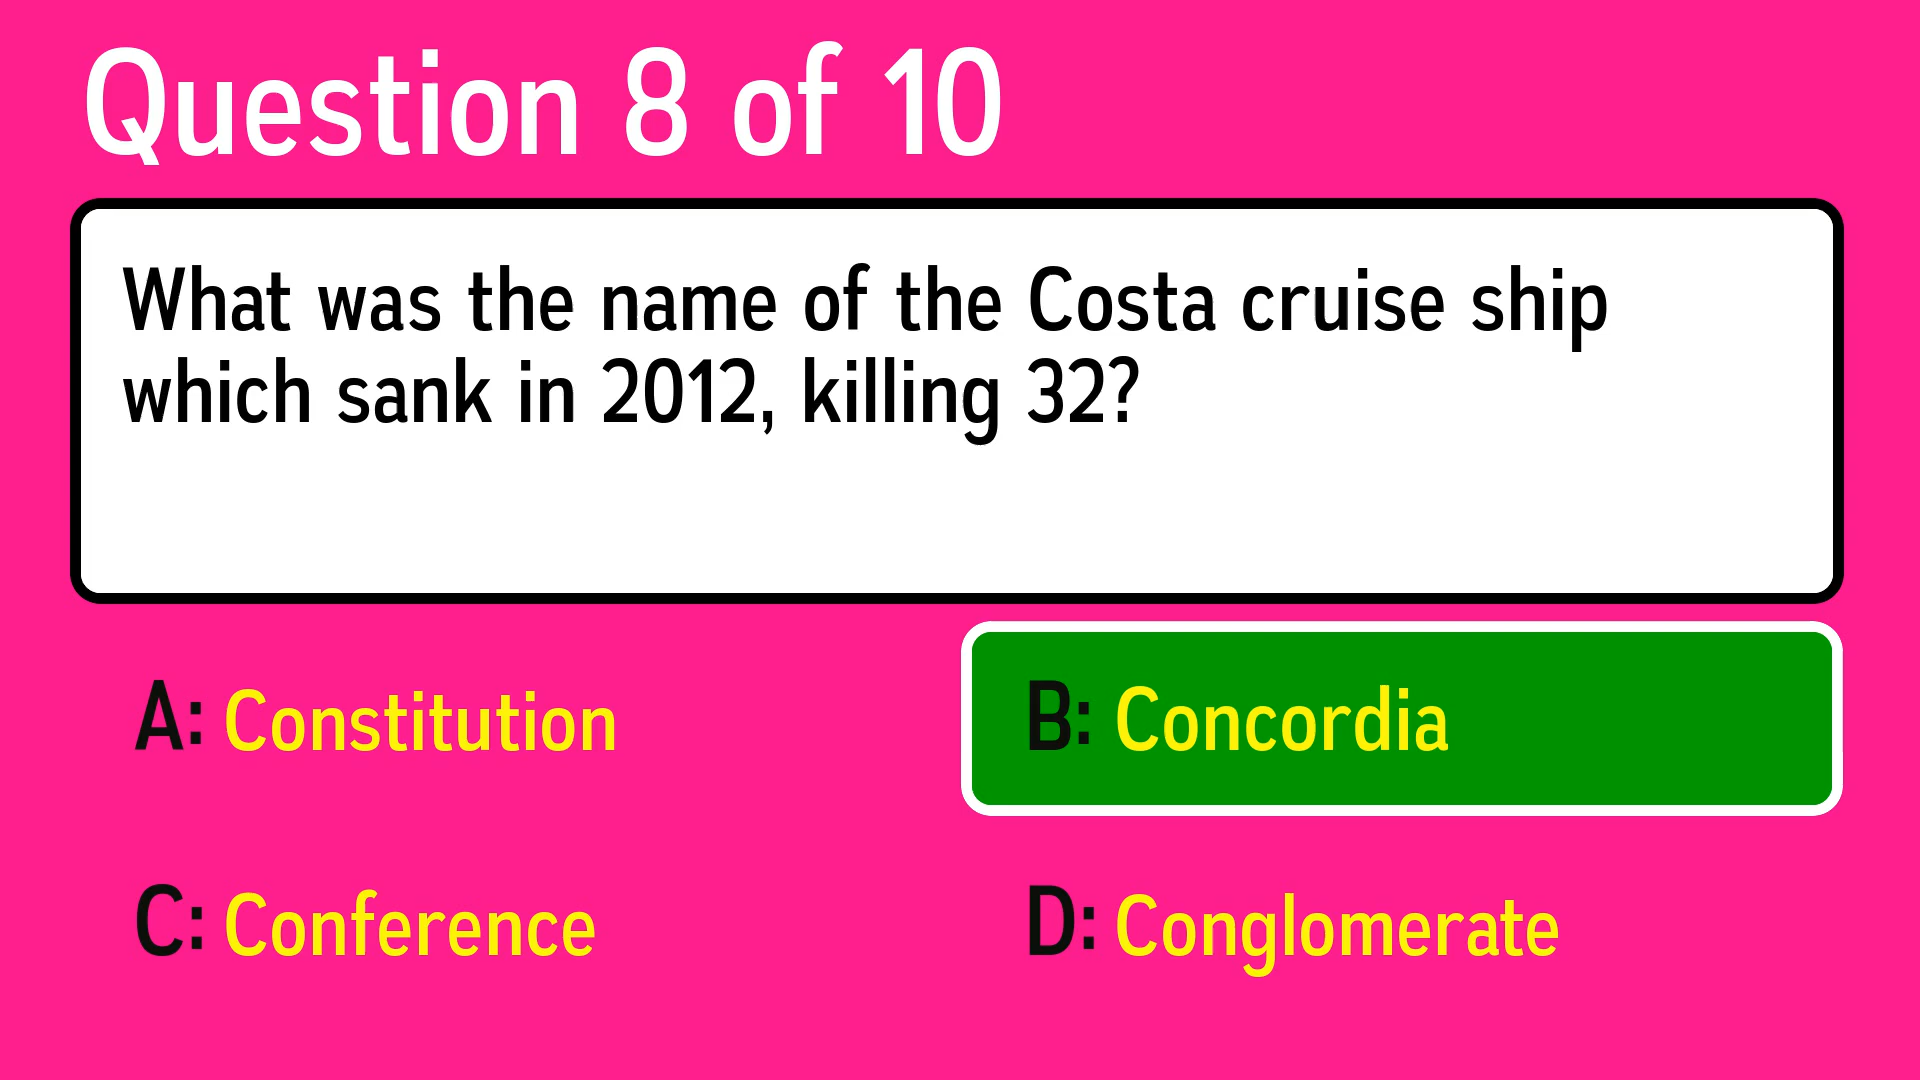 Question 8 of 10
What was the name of the Costa cruise ship
which sank in 2012, killing 32?
A: Constitution
B: Concordia
C: Conference
D: Conglomerate